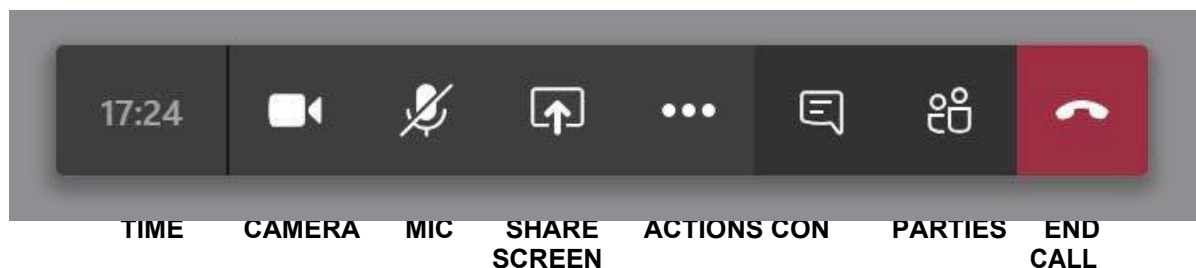 17:24
TIME CAMERA MIC SHARE ACTIONS CON PARTIES END
SCREEN CALL